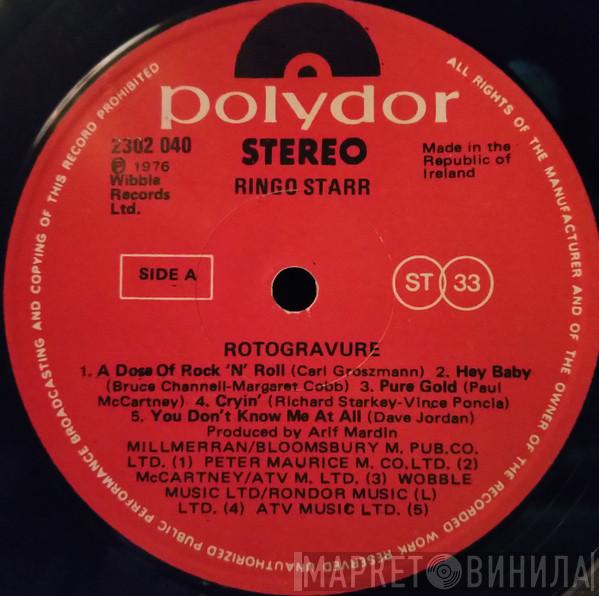 polydor
2302 040
℗ 1976
Wibble
Records
Ltd.
STEREO
RINGO STARR
Made in the
Republic of
Ireland
SIDE A
ST 33
ROTOGRAVURE
1. A Dose Of Rock 'N' Roll (Carl Groszmann) 2. Hey Baby
(Bruce Channell-Margaret Cobb) 3. Pure Gold (Paul
McCartney) 4. Cryin' (Richard Starkey-Vince Poncia)
5. You Don't Know Me At All (Dave Jordan)
Produced by Arif Mardin
MILLMERRAN/BLOOMSBURY M. PUB.CO.
LTD. (1) PETER MAURICE M. CO.LTD. (2)
McCARTNEY/ATV M. LTD. (3) WOBBLE
MUSIC LTD/RONDOR MUSIC (L)
LTD. (4) ATV MUSIC LTD. (5)
ALL RIGHTS OF THE MANUFACTURER AND OF THE OWNER OF THE RECORDED WORK RESERVED UNAUTHORIZED PUBLIC PERFORMANCE BROADCASTING AND COPYING OF THIS RECORD PROHIBITED
МАРКЕТ ВИНИЛА